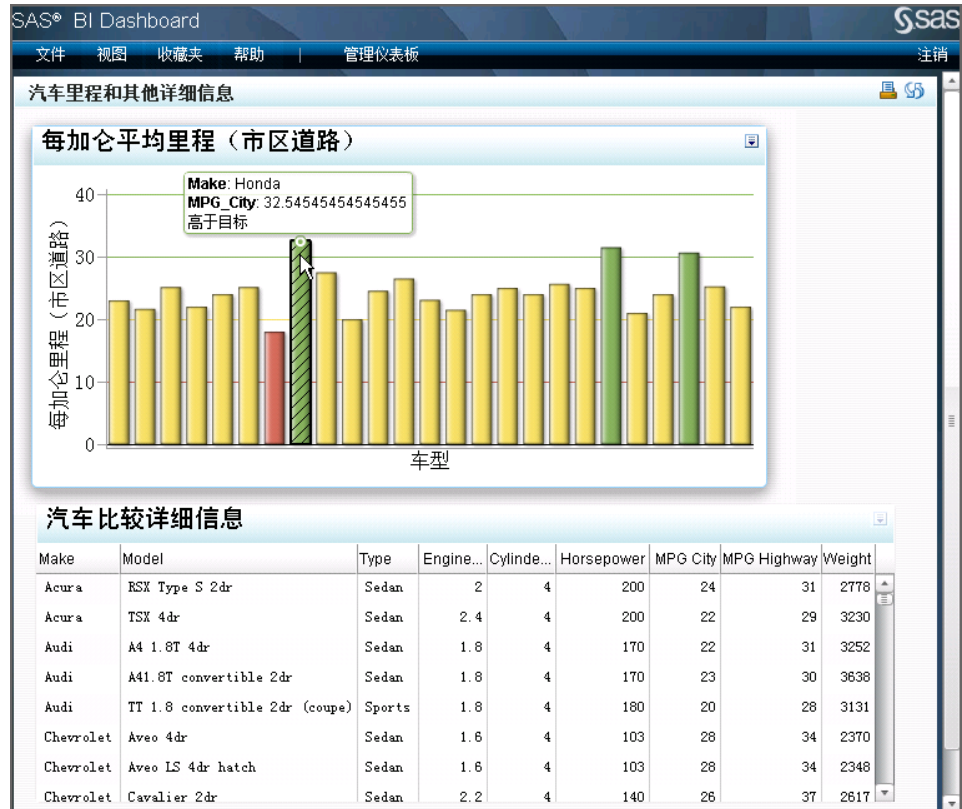 SAS® BI Dashboard
sas
文件 视图 收藏夹 帮助 | 管理仪表板 注销
汽车里程和其他详细信息
每加仑平均里程（市区道路）
Make: Honda
MPG_City: 32.54545454545455
高于目标
每加仑里程（市区道路）
40
30
20
10
0
车型
汽车比较详细信息
Make Model Type Engine... Cylinde... Horsepower MPG City MPG Highway Weight
Acura RSX Type S 2dr Sedan 2 4 200 24 31 2778
Acura TSX 4dr Sedan 2.4 4 200 22 29 3230
Audi A4 1.8T 4dr Sedan 1.8 4 170 22 31 3252
Audi A41.8T convertible 2dr Sedan 1.8 4 170 23 30 3638
Audi TT 1.8 convertible 2dr (coupe) Sports 1.8 4 180 20 28 3131
Chevrolet Aveo 4dr Sedan 1.6 4 103 28 34 2370
Chevrolet Aveo LS 4dr hatch Sedan 1.6 4 103 28 34 2348
Chevrolet Cavalier 2dr Sedan 2.2 4 140 26 37 2617